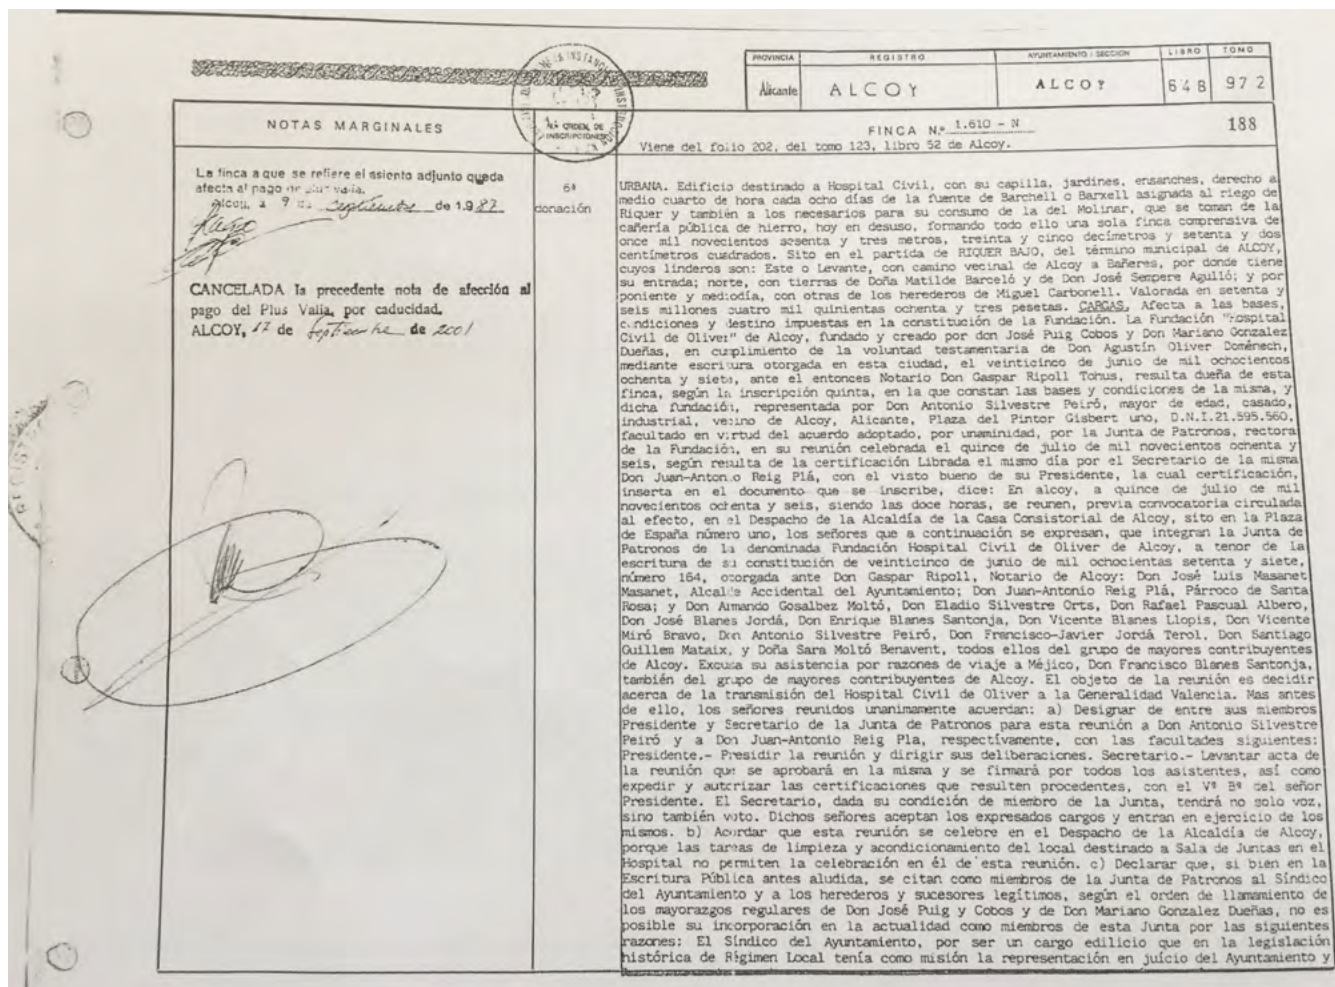 PROVINCIA REGISTRO AYUNTAMIENTO / SECCION LIBRO TOMO
Alicante ALCOY ALCOY 648 972
NOTAS MARGINALES
Nº ORDEN DE INSCRIPCIONES
FINCA N.º 1.610 - N 188
Viene del folio 202, del tomo 123, libro 52 de Alcoy.
La finca a que se refiere el asiento adjunto queda
afecta al pago de plus valia.
Alcoy, a 9 de septiembre de 1.987
CANCELADA la precedente nota de afección al
pago del Plus Valia, por caducidad.
ALCOY, 17 de septiembre de 2001
6ª
donación
URBANA. Edificio destinado a Hospital Civil, con su capilla, jardines, ensanches, derecho a
medio cuarto de hora cada ocho días de la fuente de Barchell o Barxell asignada al riego de
Riquer y también a los necesarios para su consumo de la del Molinar, que se toman de la
cañería pública de hierro, hoy en desuso, formando todo ello una sola finca comprensiva de
once mil novecientos sesenta y tres metros, treinta y cinco decímetros y setenta y dos
centímetros cuadrados. Sito en el partida de RIQUER BAJO, del término municipal de ALCOY,
cuyos linderos son: Este o Levante, con camino vecinal de Alcoy a Bañeres, por donde tiene
su entrada; norte, con tierras de Doña Matilde Barceló y de Don José Sempere Agulló; y por
poniente y mediodía, con otras de los herederos de Miguel Carbonell. Valorada en setenta y
seis millones cuatro mil quinientas ochenta y tres pesetas. CARGAS. Afecta a las bases,
condiciones y destino impuestas en la constitución de la Fundación. La Fundación "Hospital
Civil de Oliver" de Alcoy, fundado y creado por don José Puig Cobos y Don Mariano Gonzalez
Dueñas, en cumplimiento de la voluntad testamentaria de Don Agustín Oliver Doménech,
mediante escritura otorgada en esta ciudad, el veinticinco de junio de mil ochocientos
ochenta y siete, ante el entonces Notario Don Gaspar Ripoll Tohus, resulta dueña de esta
finca, según la inscripción quinta, en la que constan las bases y condiciones de la misma, y
dicha fundación, representada por Don Antonio Silvestre Peiró, mayor de edad, casado,
industrial, vecino de Alcoy, Alicante, Plaza del Pintor Gisbert uno, D.N.I.21.595.560,
facultado en virtud del acuerdo adoptado, por unaminidad, por la Junta de Patronos, rectora
de la Fundación, en su reunión celebrada el quince de julio de mil novecientos ochenta y
seis, según resulta de la certificación Librada el mismo día por el Secretario de la misma
Don Juan-Antonio Reig Plá, con el visto bueno de su Presidente, la cual certificación,
inserta en el documento que se inscribe, dice: En alcoy, a quince de julio de mil
novecientos ochenta y seis, siendo las doce horas, se reunen, previa convocatoria circulada
al efecto, en el Despacho de la Alcaldía de la Casa Consistorial de Alcoy, sito en la Plaza
de España número uno, los señores que a continuación se expresan, que integran la Junta de
Patronos de la denominada Fundación Hospital Civil de Oliver de Alcoy, a tenor de la
escritura de su constitución de veinticinco de junio de mil ochocientas setenta y siete,
número 164, otorgada ante Don Gaspar Ripoll, Notario de Alcoy: Don José Luis Masanet
Masanet, Alcalde Accidental del Ayuntamiento; Don Juan-Antonio Reig Plá, Párroco de Santa
Rosa; y Don Armando Gosalbez Moltó, Don Eladio Silvestre Orts, Don Rafael Pascual Albero,
Don José Blanes Jordá, Don Enrique Blanes Santonja, Don Vicente Blanes Llopis, Don Vicente
Miró Bravo, Don Antonio Silvestre Peiró, Don Francisco-Javier Jordá Terol, Don Santiago
Guillem Mataix, y Doña Sara Moltó Benavent, todos ellos del grupo de mayores contribuyentes
de Alcoy. Excusa su asistencia por razones de viaje a Méjico, Don Francisco Blanes Santonja,
también del grupo de mayores contribuyentes de Alcoy. El objeto de la reunión es decidir
acerca de la transmisión del Hospital Civil de Oliver a la Generalidad Valencia. Mas antes
de ello, los señores reunidos unanimamente acuerdan: a) Designar de entre sus miembros
Presidente y Secretario de la Junta de Patronos para esta reunión a Don Antonio Silvestre
Peiró y a Don Juan-Antonio Reig Pla, respectívamente, con las facultades siguientes:
Presidente.- Presidir la reunión y dirigir sus deliberaciones. Secretario.- Levantar acta de
la reunión que se aprobará en la misma y se firmará por todos los asistentes, así como
expedir y autorizar las certificaciones que resulten procedentes, con el Vº Bº del señor
Presidente. El Secretario, dada su condición de miembro de la Junta, tendrá no solo voz,
sino también voto. Dichos señores aceptan los expresados cargos y entran en ejercicio de los
mismos. b) Acordar que esta reunión se celebre en el Despacho de la Alcaldía de Alcoy,
porque las tareas de limpieza y acondicionamiento del local destinado a Sala de Juntas en el
Hospital no permiten la celebración en él de esta reunión. c) Declarar que, si bien en la
Escritura Pública antes aludida, se citan como miembros de la Junta de Patronos al Síndico
del Ayuntamiento y a los herederos y sucesores legítimos, según el orden de llamamiento de
los mayorazgos regulares de Don José Puig y Cobos y de Don Mariano Gonzalez Dueñas, no es
posible su incorporación en la actualidad como miembros de esta Junta por las siguientes
razones: El Síndico del Ayuntamiento, por ser un cargo edilicio que en la legislación
histórica de Régimen Local tenía como misión la representación en juício del Ayuntamiento y